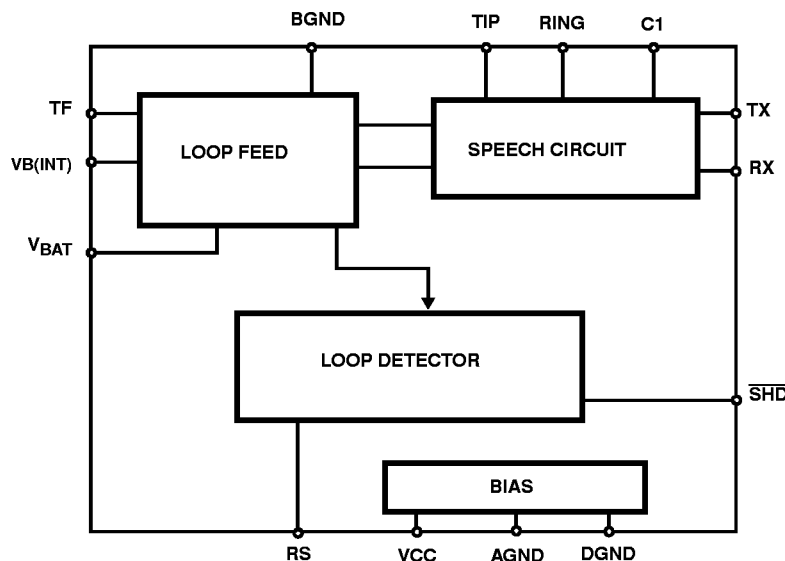 BGND TIP RING C1
TF
LOOP FEED
SPEECH CIRCUIT
TX
VB(INT)
RX
VBAT
LOOP DETECTOR
SHD
BIAS
RS VCC AGND DGND